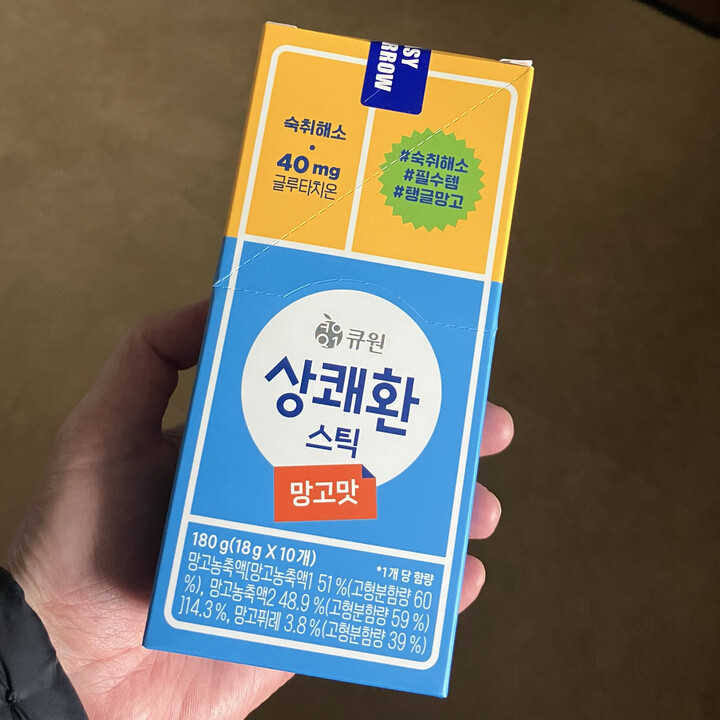 숙취해소
40 mg
글루타치온
#숙취해소
#필수템
#탱글망고
큐원
상쾌환
스틱
망고맛
180 g(18 g X 10개)
*1개 당 함량
망고농축액[망고농축액1 51 %(고형분함량 60
%), 망고농축액2 48.9 %(고형분함량 59 %)
]14.3 %, 망고퓌레 3.8 %(고형분함량 39 %)